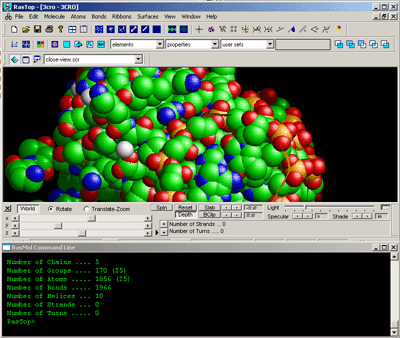 RasTop - [3cro - 3CRO]
File Molecule Atoms Bonds Ribbons Surfaces View Window Help
elements properties user sets
close-view.scr
World Rotate Translate-Zoom Spin Reset Slab Light
Depth BClip Specular Shade
x
y
z
Number of Strands ... 0
Number of Turns .... 0
RasMol Command Line
Number of Chains .... 5
Number of Groups .... 170 (25)
Number of Atoms ..... 1856 (25)
Number of Bonds ..... 1966
Number of Helices ... 10
Number of Strands ... 0
Number of Turns ..... 0
RasTop>